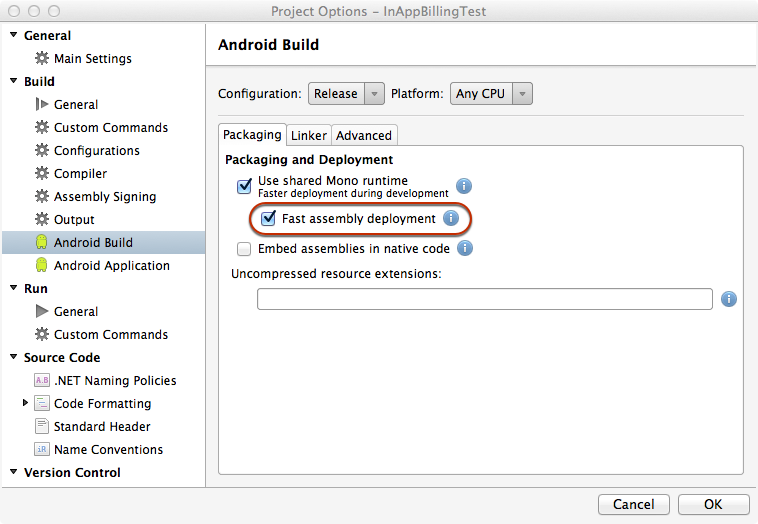 Project Options – InAppBillingTest
General
Main Settings
Build
General
Custom Commands
Configurations
Compiler
Assembly Signing
Output
Android Build
Android Application
Run
General
Custom Commands
Source Code
A.B .NET Naming Policies
Code Formatting
Standard Header
iR Name Conventions
Version Control
Android Build
Configuration: Release Platform: Any CPU
Packaging Linker Advanced
Packaging and Deployment
Use shared Mono runtime
Faster deployment during development
Fast assembly deployment
Embed assemblies in native code
Uncompressed resource extensions:
Cancel OK